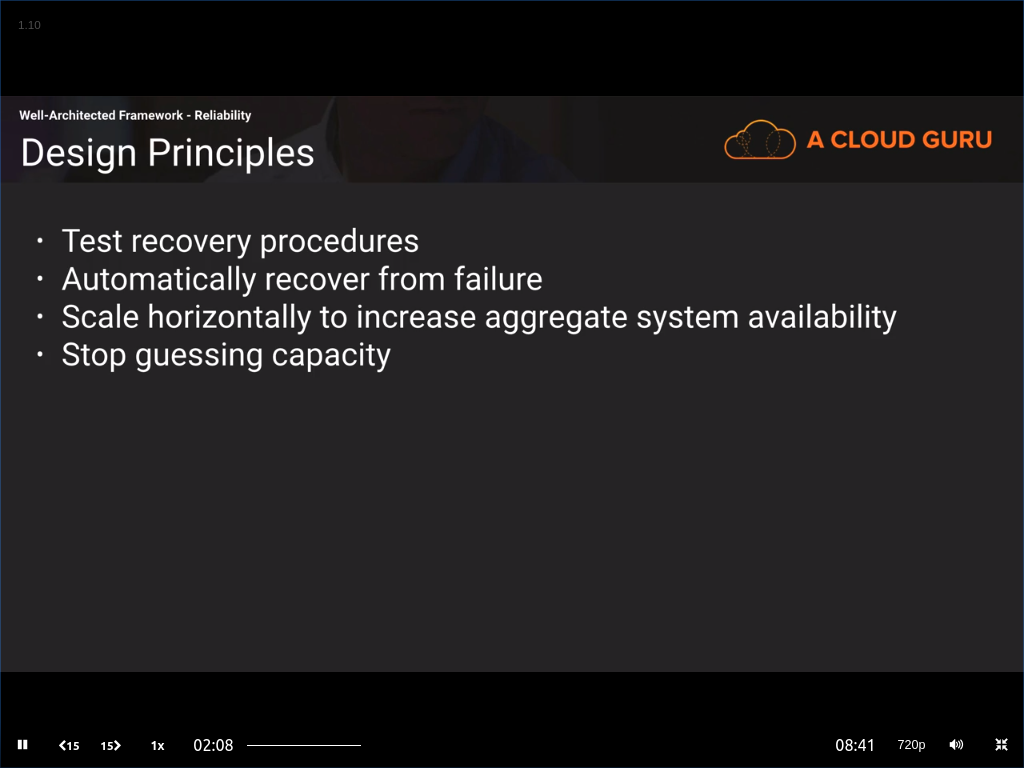 1.10
Well-Architected Framework - Reliability
Design Principles
A CLOUD GURU
• Test recovery procedures
• Automatically recover from failure
• Scale horizontally to increase aggregate system availability
• Stop guessing capacity
15 15 1x 02:08 08:41 720p